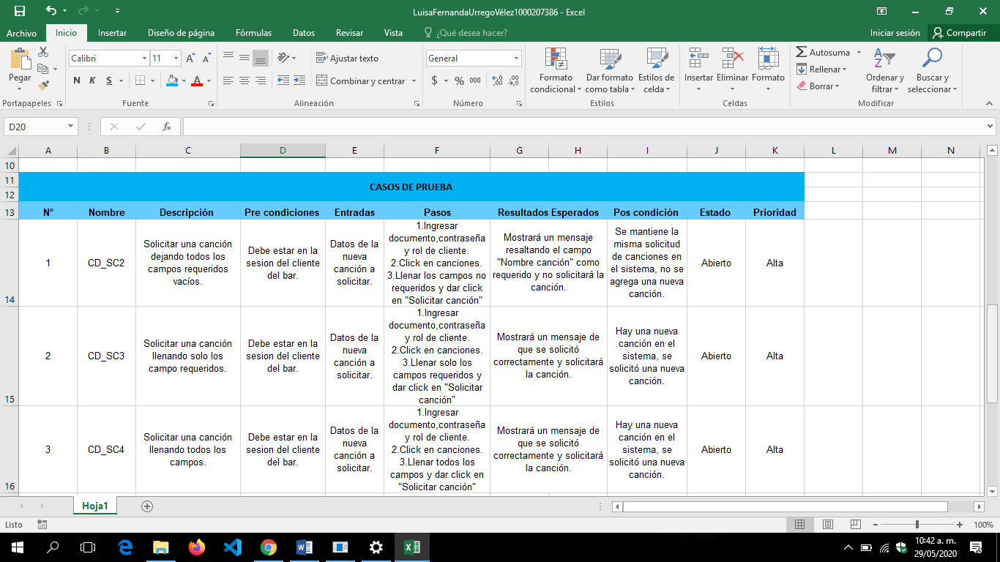 LuisaFernandaUrregoVélez1000207386 - Excel
Archivo Inicio Insertar Diseño de página Fórmulas Datos Revisar Vista ¿Qué desea hacer? Iniciar sesión Compartir
Pegar
Calibri 11
N K S
Ajustar texto
Combinar y centrar
General
$ % 000
Formato condicional
Dar formato como tabla
Estilos de celda
Insertar Eliminar Formato
Autosuma
Rellenar
Borrar
Ordenar y filtrar
Buscar y seleccionar
Portapapeles Fuente Alineación Número Estilos Celdas Modificar
D20 fx
A B C D E F G H I J K L M N
10
11
CASOS DE PRUEBA
12
13 N° Nombre Descripción Pre condiciones Entradas Pasos Resultados Esperados Pos condición Estado Prioridad
14
1
CD_SC2
Solicitar una canción
dejando todos los
campos requeridos
vacíos.
Debe estar en la
sesion del cliente
del bar.
Datos de la
nueva
canción a
solicitar.
1.Ingresar
documento,contraseña
y rol de cliente.
2.Click en canciones.
3.Llenar los campos no
requeridos y dar click
en "Solicitar canción"
Mostrará un mensaje
resaltando el campo
"Nombre canción" como
requerido y no solicitará la
canción.
Se mantiene la
misma solicitud
de canciones en
el sistema, no se
agrega una nueva
canción.
Abierto
Alta
15
2
CD_SC3
Solicitar una canción
llenando solo los
campo requeridos.
Debe estar en la
sesion del cliente
del bar.
Datos de la
nueva
canción a
solicitar.
1.Ingresar
documento,contraseña
y rol de cliente.
2.Click en canciones.
3.Llenar solo los
campos requeridos y
dar click en "Solicitar
canción"
Mostrará un mensaje de
que se solicitó
correctamente y solicitará
la canción.
Hay una nueva
canción en el
sistema, se
solicitó una nueva
canción.
Abierto
Alta
16
3
CD_SC4
Solicitar una canción
llenando todos los
campos.
Debe estar en la
sesion del cliente
del bar.
Datos de la
nueva
canción a
solicitar.
1.Ingresar
documento,contraseña
y rol de cliente.
2.Click en canciones.
3.Llenar todos los
campos y dar click en
"Solicitar canción"
Mostrará un mensaje de
que se solicitó
correctamente y solicitará
la canción.
Hay una nueva
canción en el
sistema, se
solicitó una nueva
canción.
Abierto
Alta
Hoja1
Listo 100%
10:42 a. m.
29/05/2020